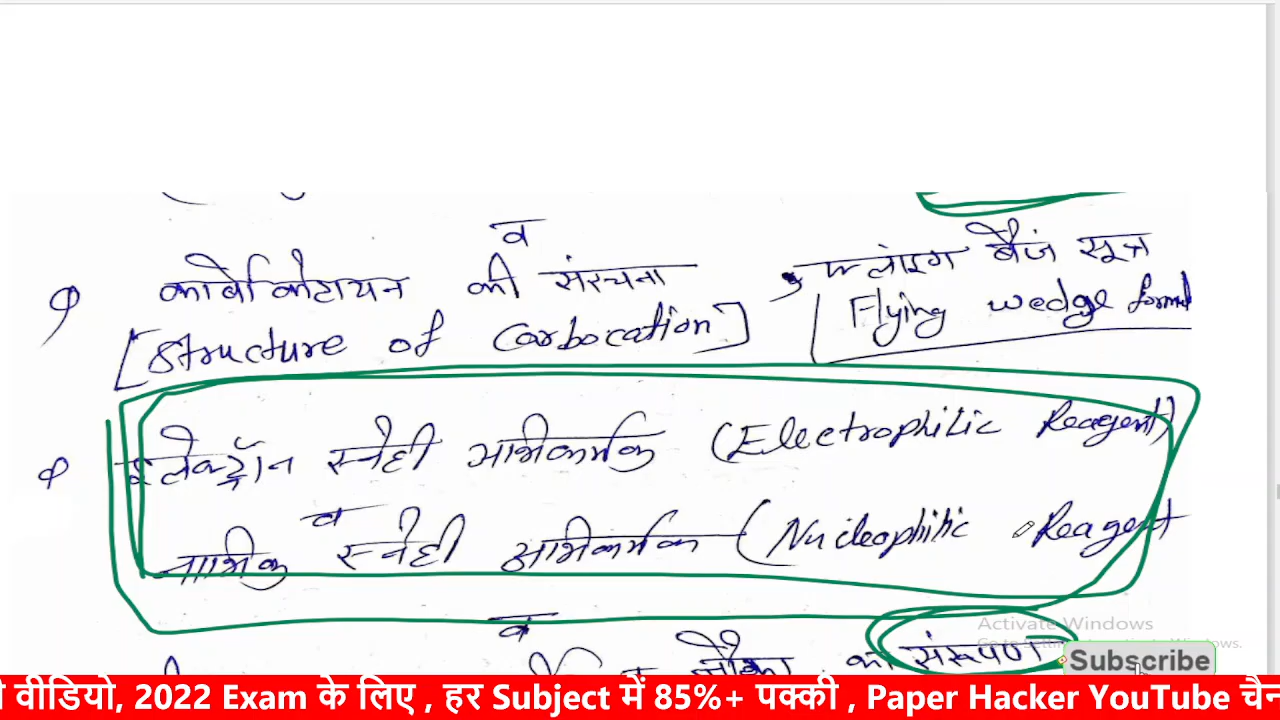 व
कार्बोकेटायन की संरचना , फ्लाइंग बैंज सूत्र
[Structure of Carbocation] [Flying wedge formul
इलेक्ट्रॉन स्नेही अभिकर्मक (Electrophilic Reagent)
व
नाभिक स्नेही अभिकर्मक (Nucleophilic Reagent
व
नौका का संरूपण
Activate Windows
Subscribe
वीडियो, 2022 Exam के लिए , हर Subject में 85%+ पक्की , Paper Hacker YouTube